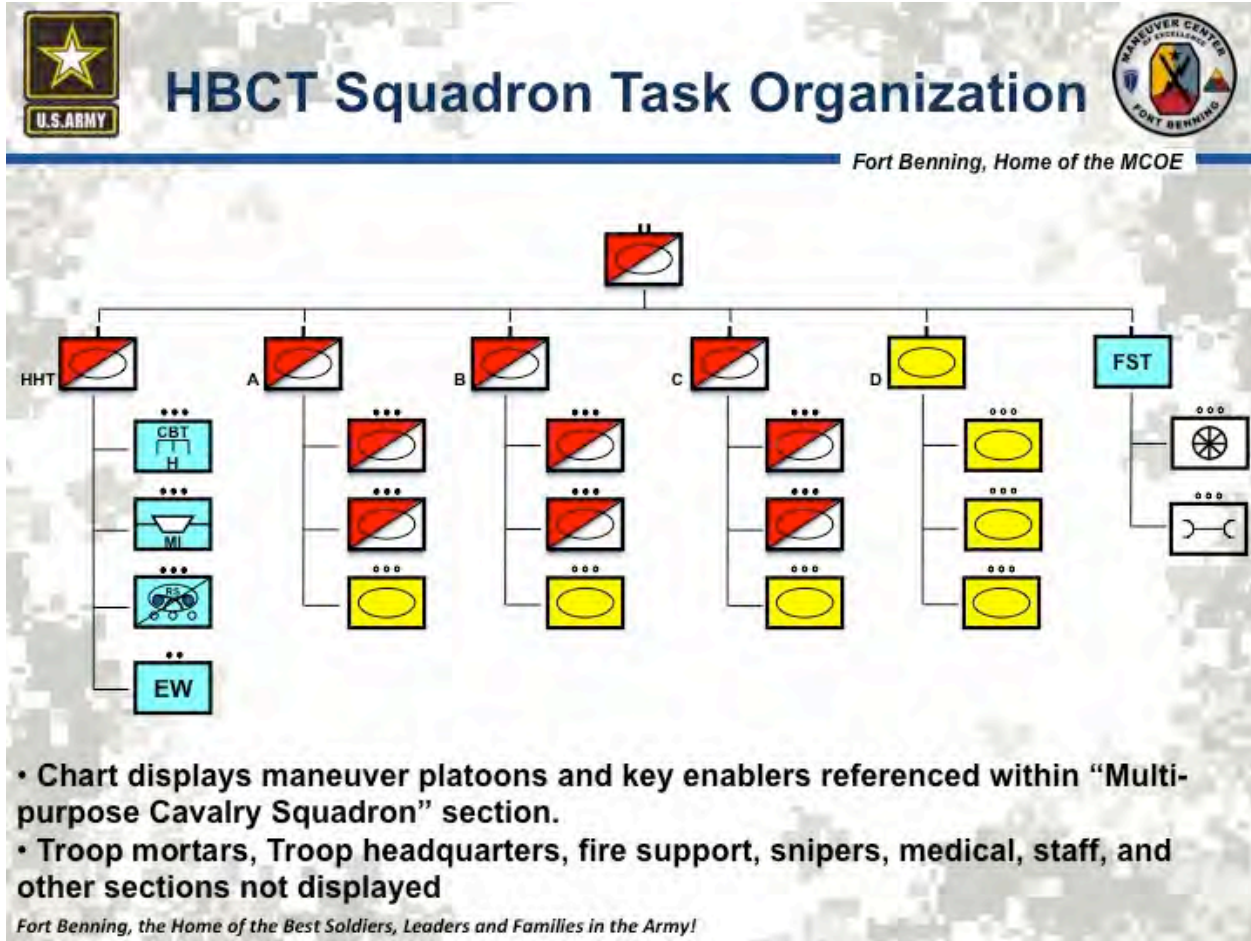 U.S.ARMY
HBCT Squadron Task Organization
MANEUVER CENTER
OF EXCELLENCE
FORT BENNING
Fort Benning, Home of the MCOE
HHT
A
B
C
D
FST
CBT
H
MI
RS
EW
• Chart displays maneuver platoons and key enablers referenced within “Multi-
purpose Cavalry Squadron” section.
• Troop mortars, Troop headquarters, fire support, snipers, medical, staff, and
other sections not displayed
Fort Benning, the Home of the Best Soldiers, Leaders and Families in the Army!